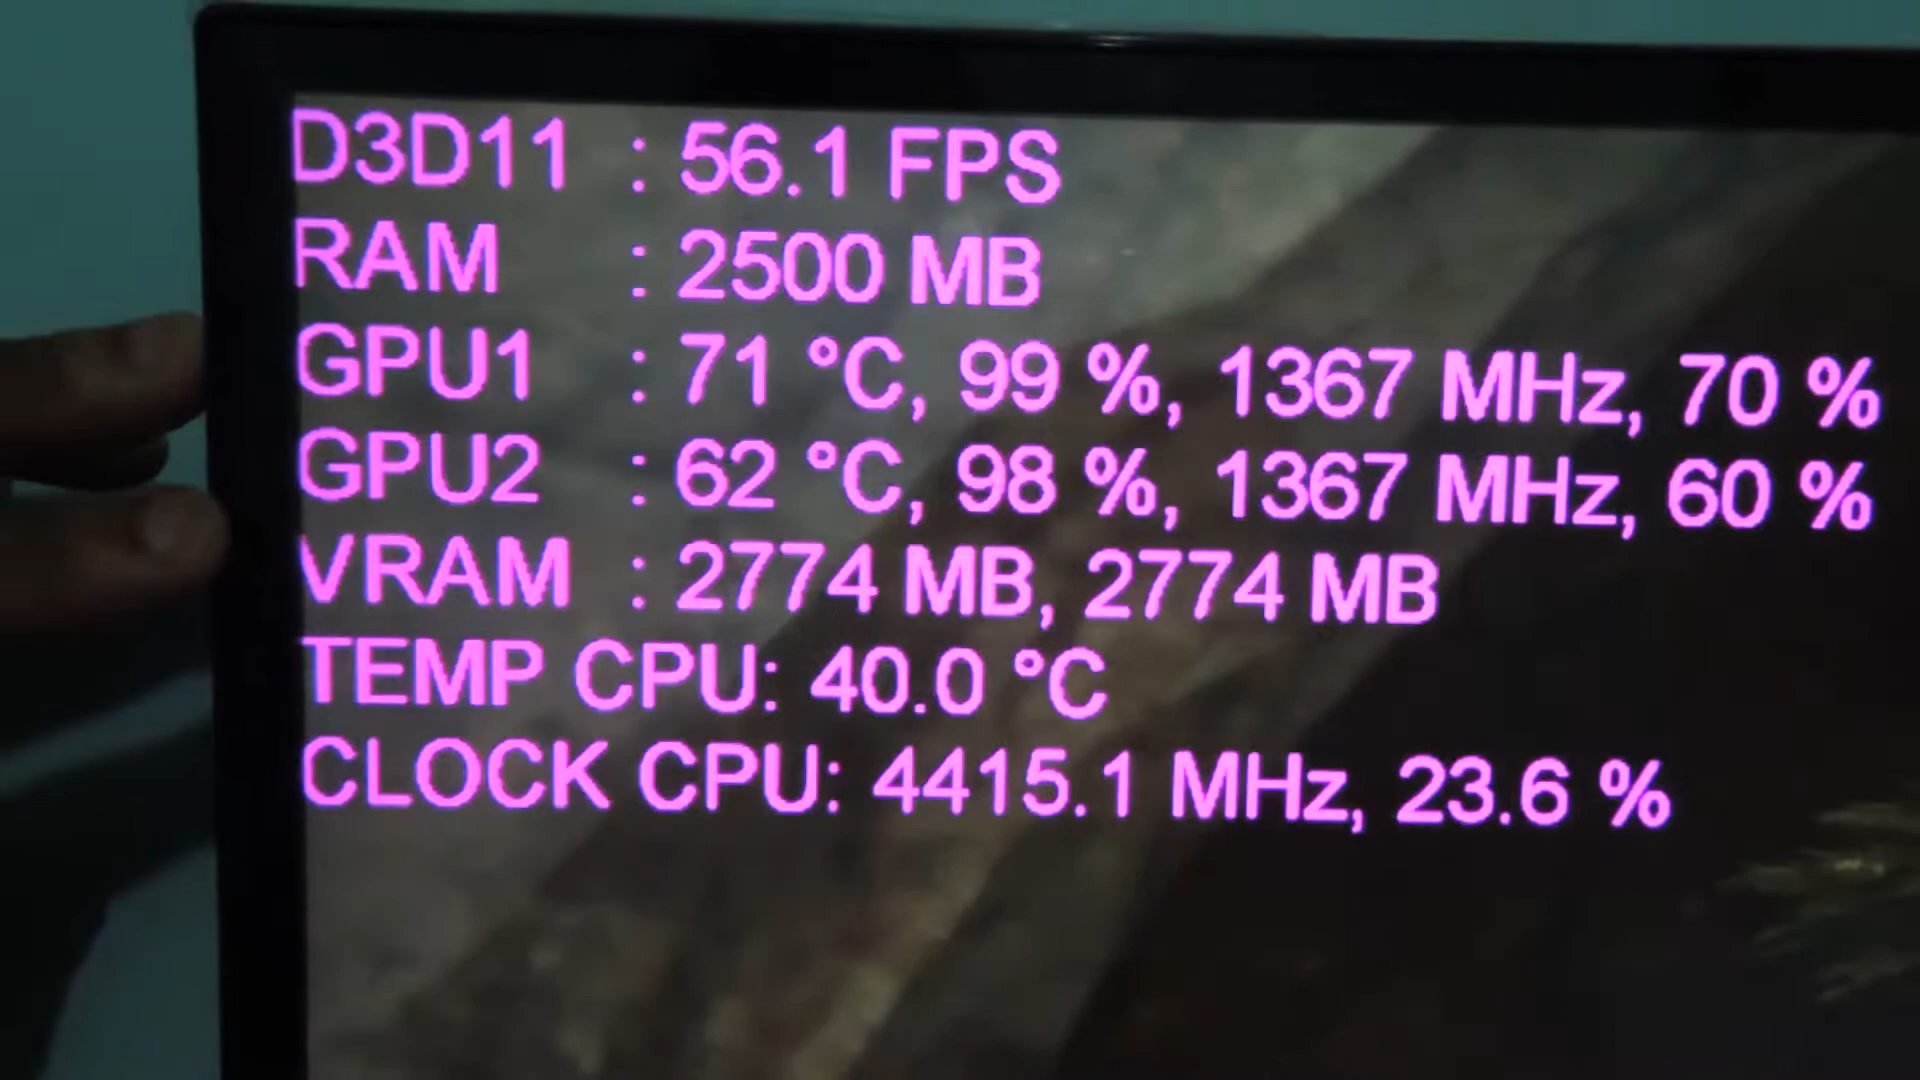 D3D11 : 56.1 FPS
RAM : 2500 MB
GPU1 : 71 °C, 99 %, 1367 MHz, 70 %
GPU2 : 62 °C, 98 %, 1367 MHz, 60 %
VRAM : 2774 MB, 2774 MB
TEMP CPU: 40.0 °C
CLOCK CPU: 4415.1 MHz, 23.6 %